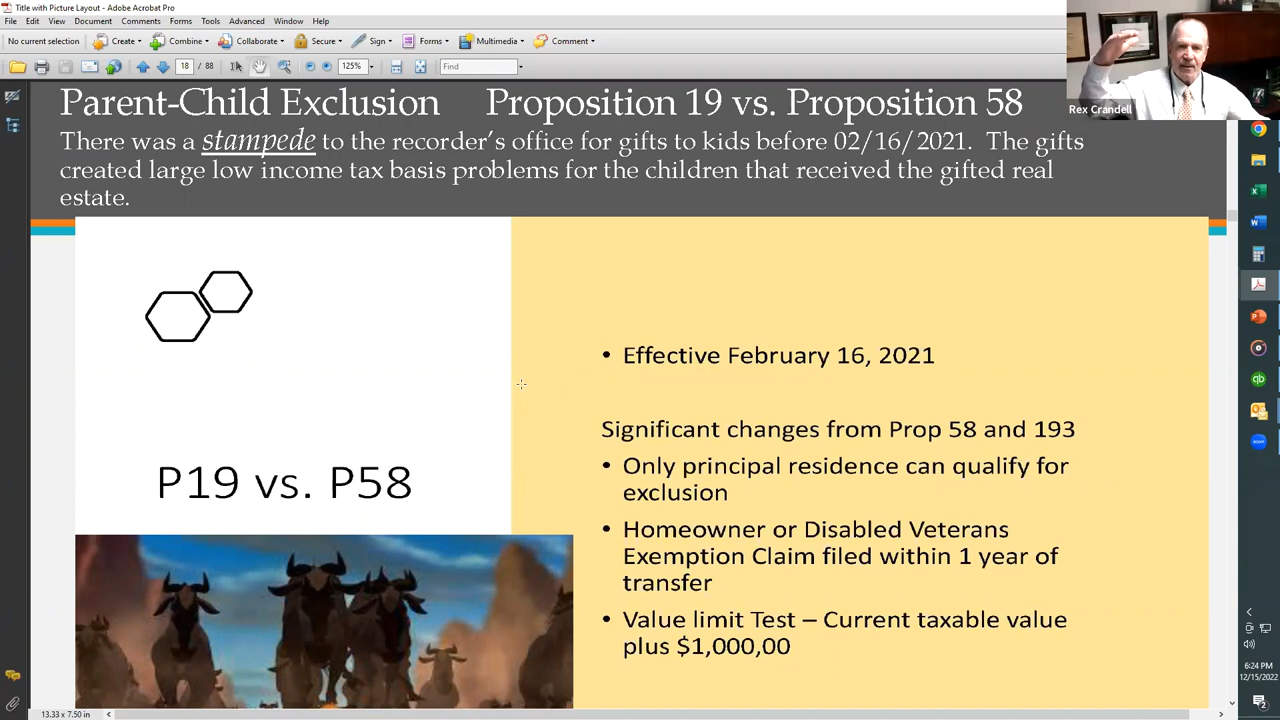 Title with Picture Layout - Adobe Acrobat Pro
File Edit View Document Comments Forms Tools Advanced Window Help
No current selection Create Combine Collaborate Secure Sign Forms Multimedia Comment
18 / 88 125% Find
Rex Crandell
Parent-Child Exclusion Proposition 19 vs. Proposition 58
There was a stampede to the recorder's office for gifts to kids before 02/16/2021. The gifts
created large low income tax basis problems for the children that received the gifted real
estate.
• Effective February 16, 2021
Significant changes from Prop 58 and 193
• Only principal residence can qualify for
exclusion
P19 vs. P58
• Homeowner or Disabled Veterans
Exemption Claim filed within 1 year of
transfer
• Value limit Test – Current taxable value
plus $1,000,00
6:24 PM
12/15/2022
13.33 x 7.50 in